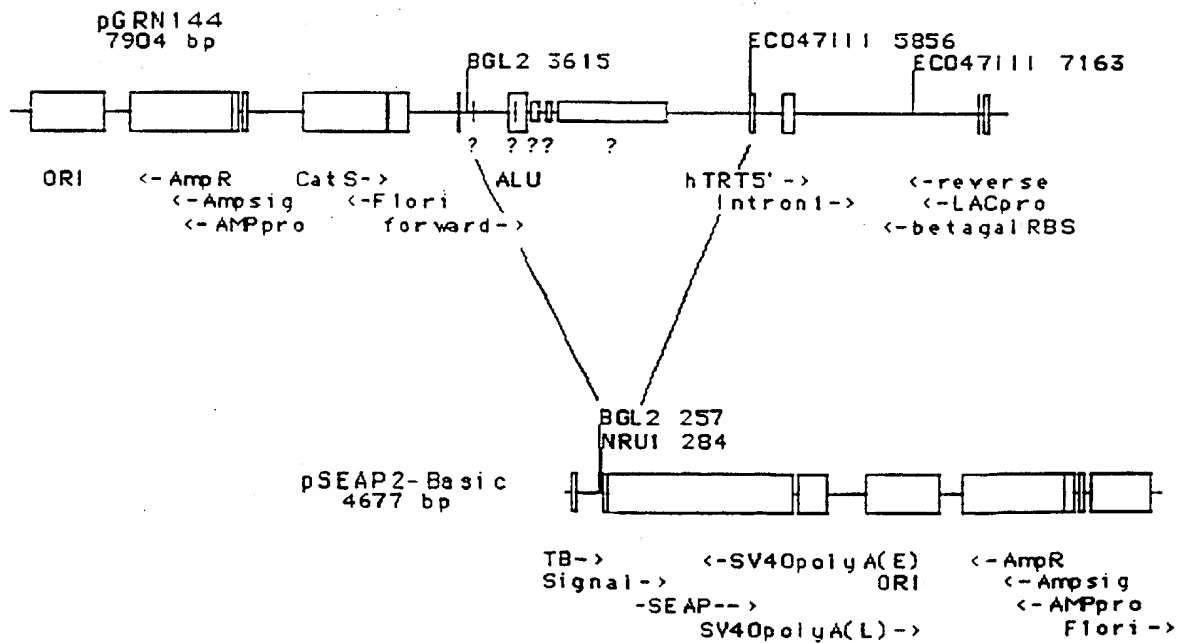 pGRN144
7904 bp
BGL2 3615
ECO47III 5856
ECO47III 7163
? ? ?? ?
ORI <-AmpR CatS-> ALU hTRT5' -> <-reverse
<-Ampsig <-F1ori Intron1-> <-LACpro
<-AMPpro forward-> <-betagalRBS
BGL2 257
NRU1 284
pSEAP2-Basic
4677 bp
TB-> <-SV40polyA(E) <-AmpR
Signal-> ORI <-Ampsig
-SEAP--> <-AMPpro
SV40polyA(L)-> F1ori->